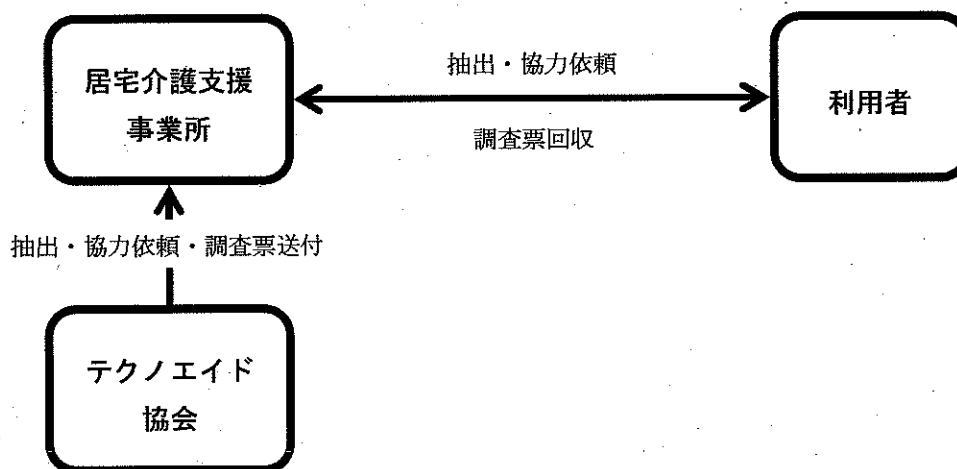 居宅介護支援
事業所
抽出・協力依頼
調査票回収
利用者
抽出・協力依頼・調査票送付
テクノエイド
協会